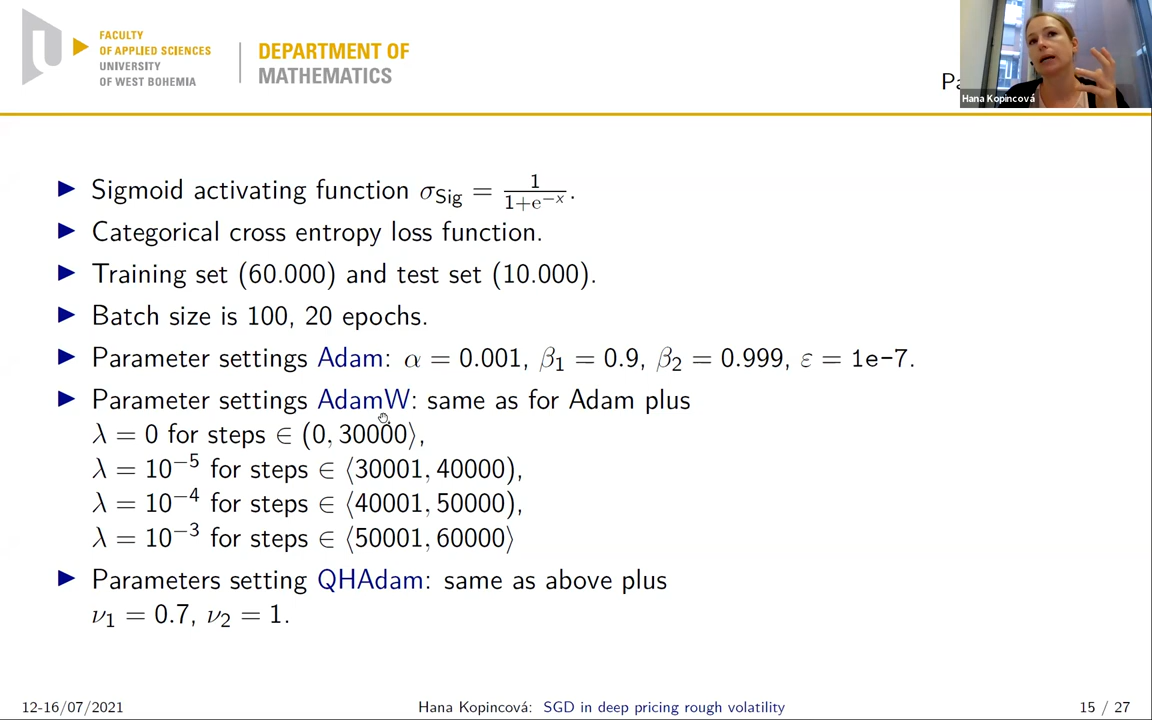 FACULTY
OF APPLIED SCIENCES
UNIVERSITY
OF WEST BOHEMIA
DEPARTMENT OF
MATHEMATICS
Hana Kopincová
▶ Sigmoid activating function σ_Sig = 1/(1+e^{−x}).
▶ Categorical cross entropy loss function.
▶ Training set (60.000) and test set (10.000).
▶ Batch size is 100, 20 epochs.
▶ Parameter settings Adam: α = 0.001, β₁ = 0.9, β₂ = 0.999, ε = 1e-7.
▶ Parameter settings AdamW: same as for Adam plus
λ = 0 for steps ∈ (0, 30000⟩,
λ = 10⁻⁵ for steps ∈ ⟨30001, 40000),
λ = 10⁻⁴ for steps ∈ ⟨40001, 50000),
λ = 10⁻³ for steps ∈ ⟨50001, 60000⟩
▶ Parameters setting QHAdam: same as above plus
ν₁ = 0.7, ν₂ = 1.
12-16/07/2021
Hana Kopincová: SGD in deep pricing rough volatility
15 / 27